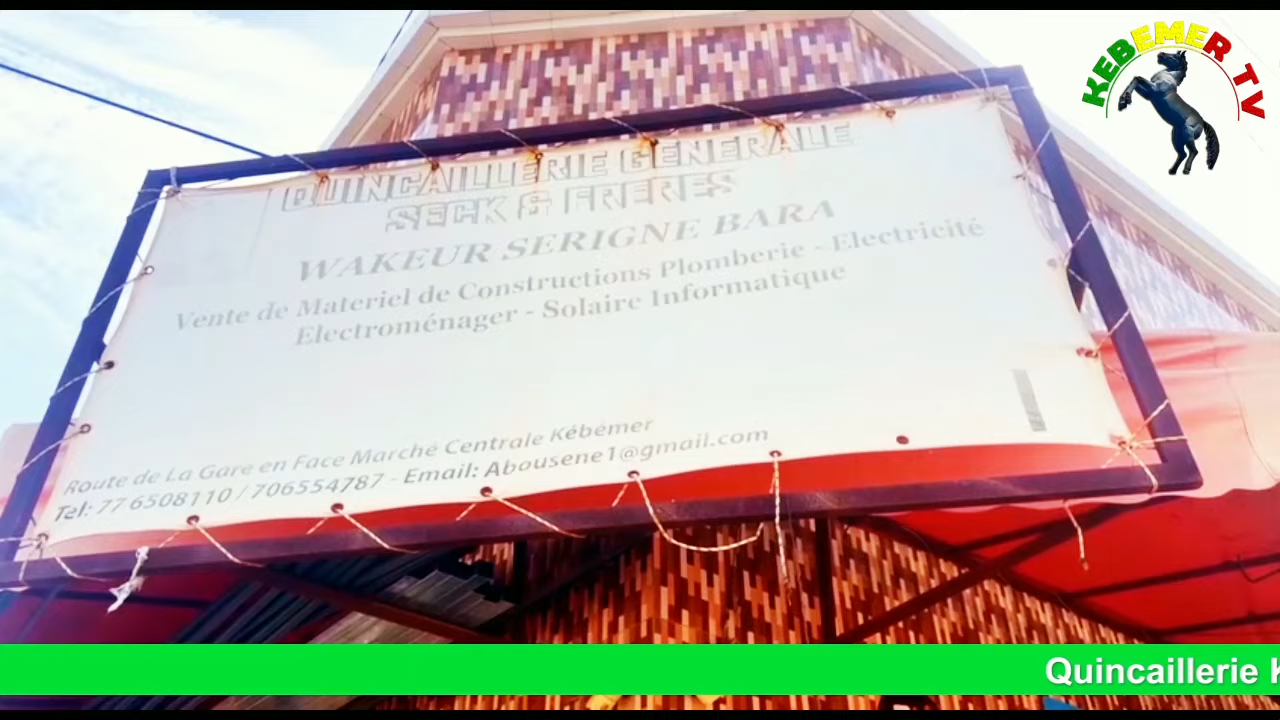 KEBEMER TV
QUINCAILLERIE GENERALE
SECK & FRERES
WAKEUR SERIGNE BARA
Vente de Materiel de Constructions Plomberie - Electricité
Electroménager - Solaire Informatique
Route de La Gare en Face Marché Centrale Kébémer
Tel: 77 6508110 / 706554787 - Email: Abousene1@gmail.com
Quincaillerie K